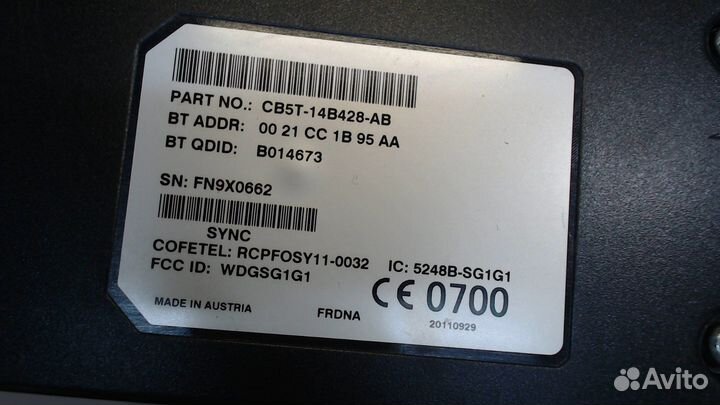 PART NO.: CB5T-14B428-AB
BT ADDR: 00 21 CC 1B 95 AA
BT QDID: B014673
SN: FN9X0662
SYNC
COFETEL: RCPFOSY11-0032 IC: 5248B-SG1G1
FCC ID: WDGSG1G1
CE 0700
MADE IN AUSTRIA FRDNA 20110929
Avito